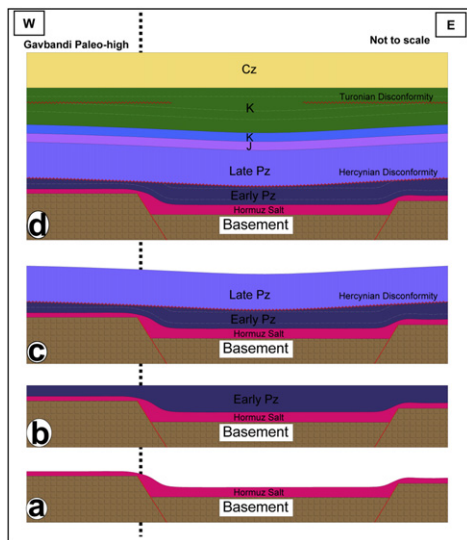 W
E
Gavbandi Paleo-high
Not to scale
Cz
Turonian Disconformity
K
K
J
Late Pz
Hercynian Disconformity
Early Pz
Hormuz Salt
Basement
d
Late Pz
Hercynian Disconformity
Early Pz
Hormuz Salt
Basement
c
Early Pz
Hormuz Salt
Basement
b
Hormuz Salt
Basement
a